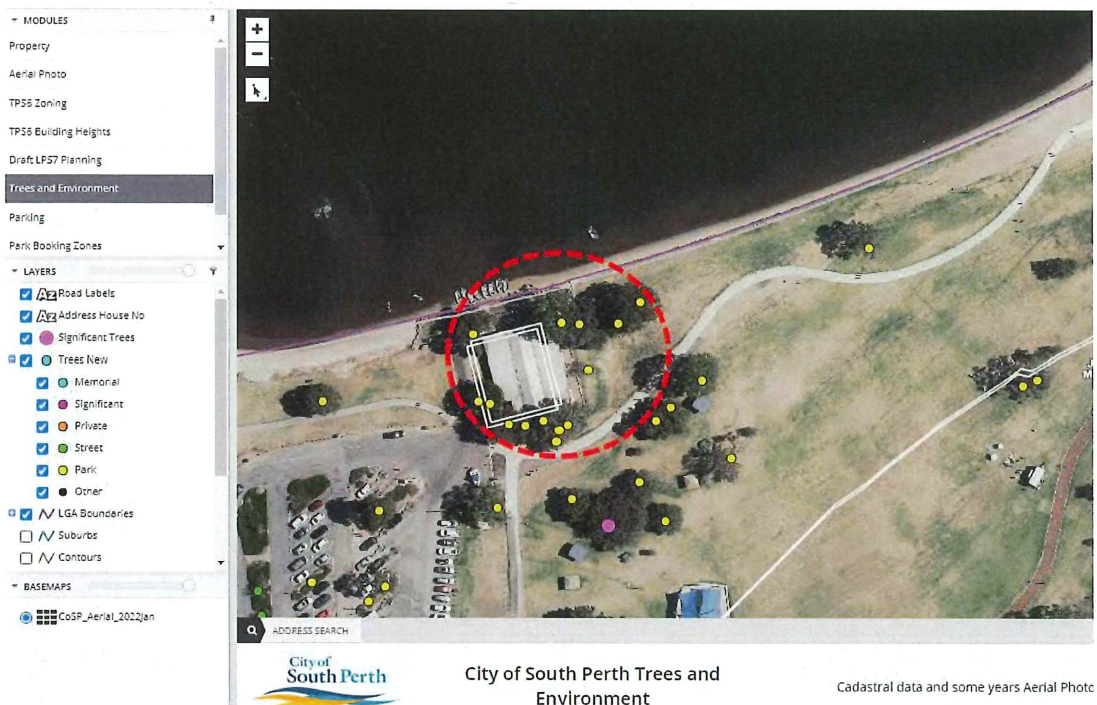 MODULES
Property
Aerial Photo
TPS6 Zoning
TPS6 Building Heights
Draft LPS7 Planning
Trees and Environment
Parking
Park Booking Zones
LAYERS
Road Labels
Address House No
Significant Trees
Trees New
Memorial
Significant
Private
Street
Park
Other
LGA Boundaries
Suburbs
Contours
BASEMAPS
CoSP_Aerial_2022Jan
ADDRESS SEARCH
City of
South Perth
City of South Perth Trees and
Environment
Cadastral data and some years Aerial Photo